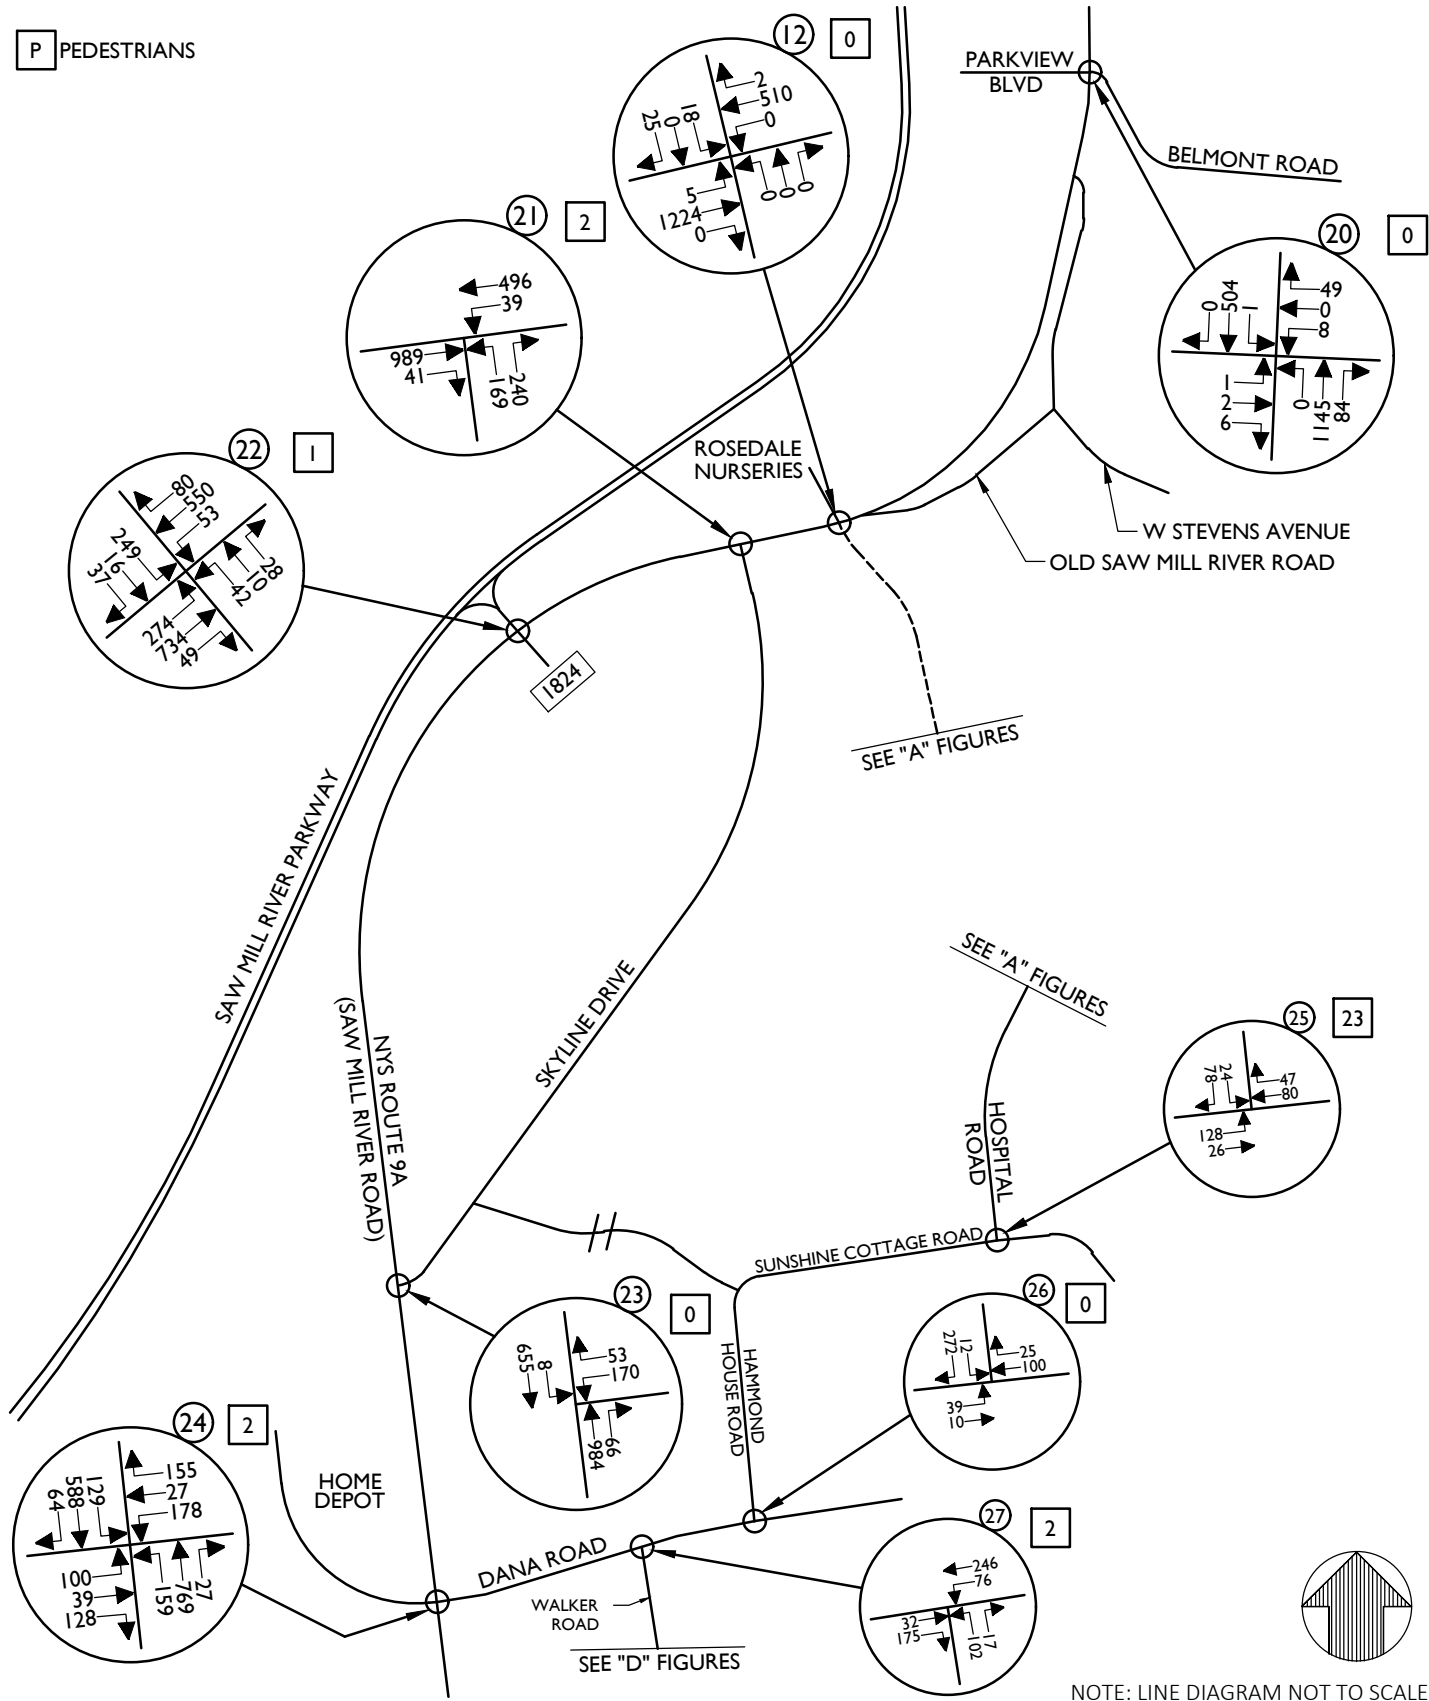 P PEDESTRIANS
12 0
2
510
0
25 0 18
5
1224
0
0 0 0
PARKVIEW
BLVD
BELMONT ROAD
21 2
496
39
989
41
169 240
20 0
0 504 1
49
0
8
1
2
6
0 1145 84
22 1
80
550
53
249
16
37
28
10
42
274
734
49
ROSEDALE
NURSERIES
W STEVENS AVENUE
OLD SAW MILL RIVER ROAD
1824
SEE "A" FIGURES
SAW MILL RIVER PARKWAY
NYS ROUTE 9A
(SAW MILL RIVER ROAD)
SKYLINE DRIVE
SEE "A" FIGURES
HOSPITAL
ROAD
25 23
78 24
47
80
128
26
SUNSHINE COTTAGE ROAD
HAMMOND
HOUSE ROAD
23 0
655 8
53
170
984 66
26 0
272 12
25
100
39
10
24 2
64 588 129
155
27
178
100
39
128
159 769 27
HOME
DEPOT
DANA ROAD
WALKER
ROAD
SEE "D" FIGURES
27 2
246
76
32
175
102 17
NOTE: LINE DIAGRAM NOT TO SCALE